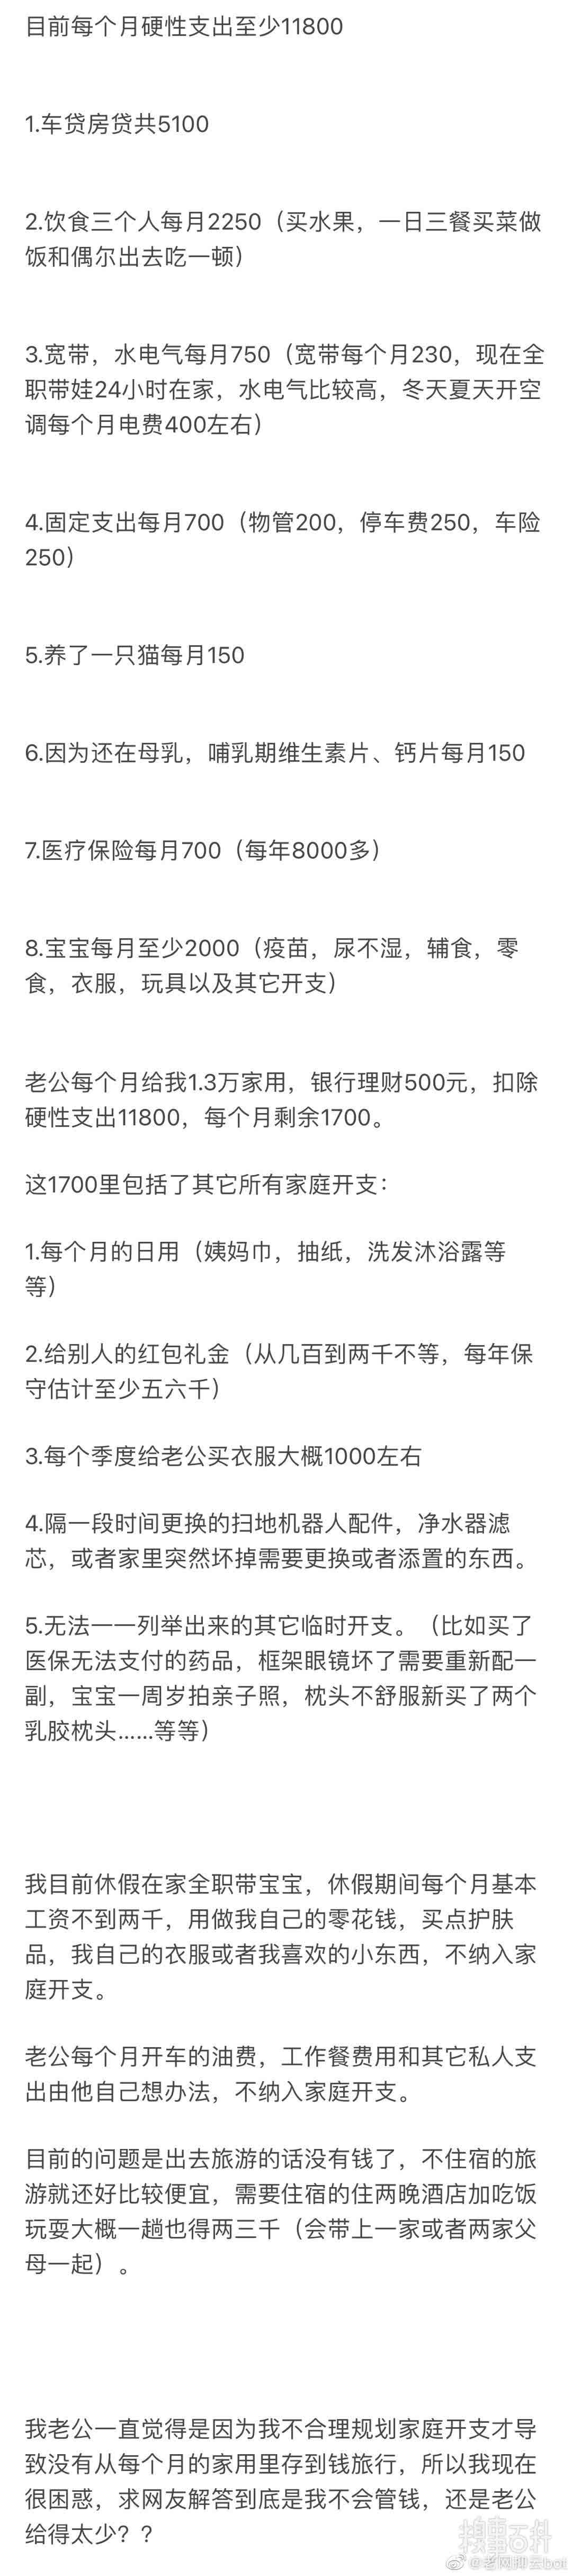 目前每个月硬性支出至少11800
1.车贷房贷共5100
2.饮食三个人每月2250（买水果，一日三餐买菜做
饭和偶尔出去吃一顿）
3.宽带，水电气每月750（宽带每个月230，现在全
职带娃24小时在家，水电气比较高，冬天夏天开空
调每个月电费400左右）
4.固定支出每月700（物管200，停车费250，车险
250）
5.养了一只猫每月150
6.因为还在母乳，哺乳期维生素片、钙片每月150
7.医疗保险每月700（每年8000多）
8.宝宝每月至少2000（疫苗，尿不湿，辅食，零
食，衣服，玩具以及其它开支）
老公每个月给我1.3万家用，银行理财500元，扣除
硬性支出11800，每个月剩余1700。
这1700里包括了其它所有家庭开支：
1.每个月的日用（姨妈巾，抽纸，洗发沐浴露等
等）
2.给别人的红包礼金（从几百到两千不等，每年保
守估计至少五六千）
3.每个季度给老公买衣服大概1000左右
4.隔一段时间更换的扫地机器人配件，净水器滤
芯，或者家里突然坏掉需要更换或者添置的东西。
5.无法一一列举出来的其它临时开支。（比如买了
医保无法支付的药品，框架眼镜坏了需要重新配一
副，宝宝一周岁拍亲子照，枕头不舒服新买了两个
乳胶枕头......等等）
我目前休假在家全职带宝宝，休假期间每个月基本
工资不到两千，用做我自己的零花钱，买点护肤
品，我自己的衣服或者我喜欢的小东西，不纳入家
庭开支。
老公每个月开车的油费，工作餐费用和其它私人支
出由他自己想办法，不纳入家庭开支。
目前的问题是出去旅游的话没有钱了，不住宿的旅
游就还好比较便宜，需要住宿的住两晚酒店加吃饭
玩耍大概一趟也得两三千（会带上一家或者两家父
母一起）。
我老公一直觉得是因为我不合理规划家庭开支才导
致没有从每个月的家用里存到钱旅行，所以我现在
很困惑，求网友解答到底是我不会管钱，还是老公
给得太少？？
糗事百科
@老网抑云bot